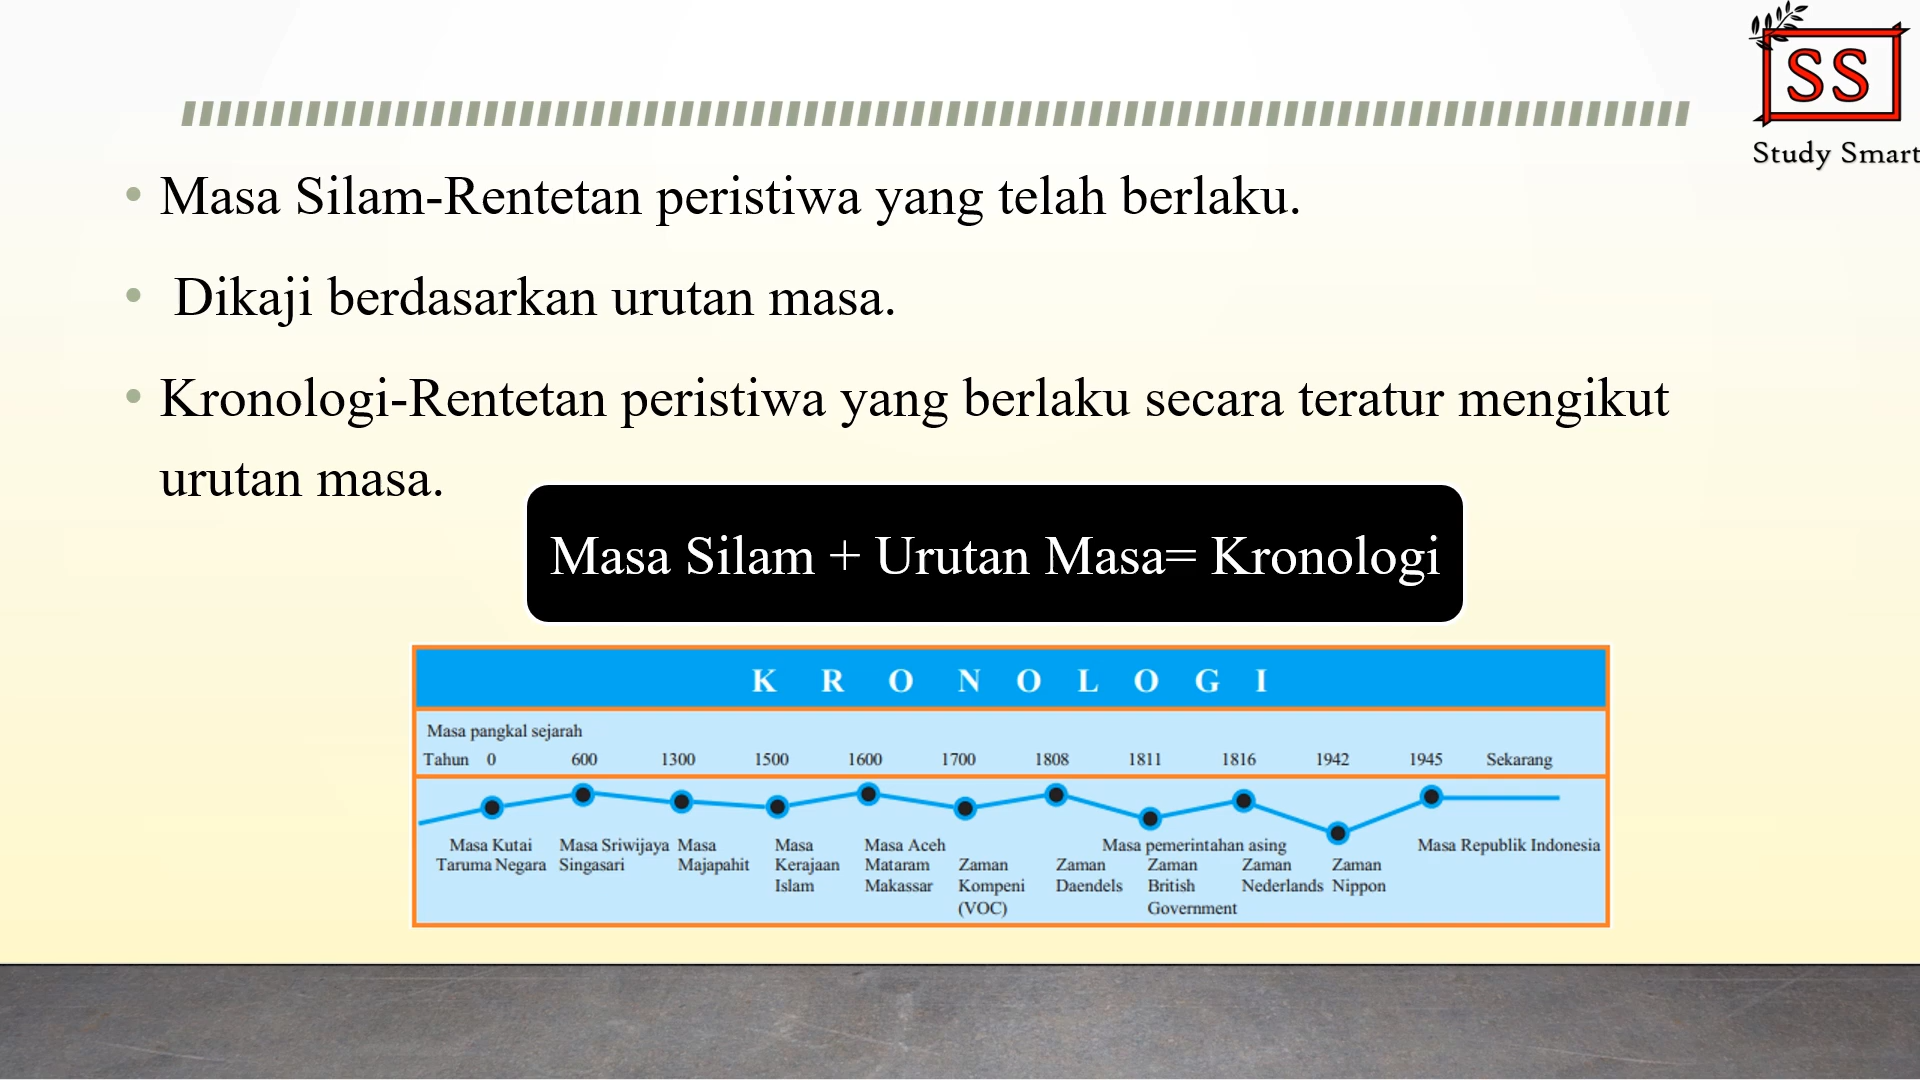 SS
Study Smart
• Masa Silam-Rentetan peristiwa yang telah berlaku.
• Dikaji berdasarkan urutan masa.
• Kronologi-Rentetan peristiwa yang berlaku secara teratur mengikut
urutan masa.
Masa Silam + Urutan Masa= Kronologi
K R O N O L O G I
Masa pangkal sejarah
Tahun 0 600 1300 1500 1600 1700 1808 1811 1816 1942 1945 Sekarang
Masa Kutai Masa Sriwijaya Masa Masa Masa Aceh Masa pemerintahan asing Masa Republik Indonesia
Taruma Negara Singasari Majapahit Kerajaan Mataram Zaman Zaman Zaman Zaman Zaman
Islam Makassar Kompeni Daendels British Nederlands Nippon
(VOC) Government